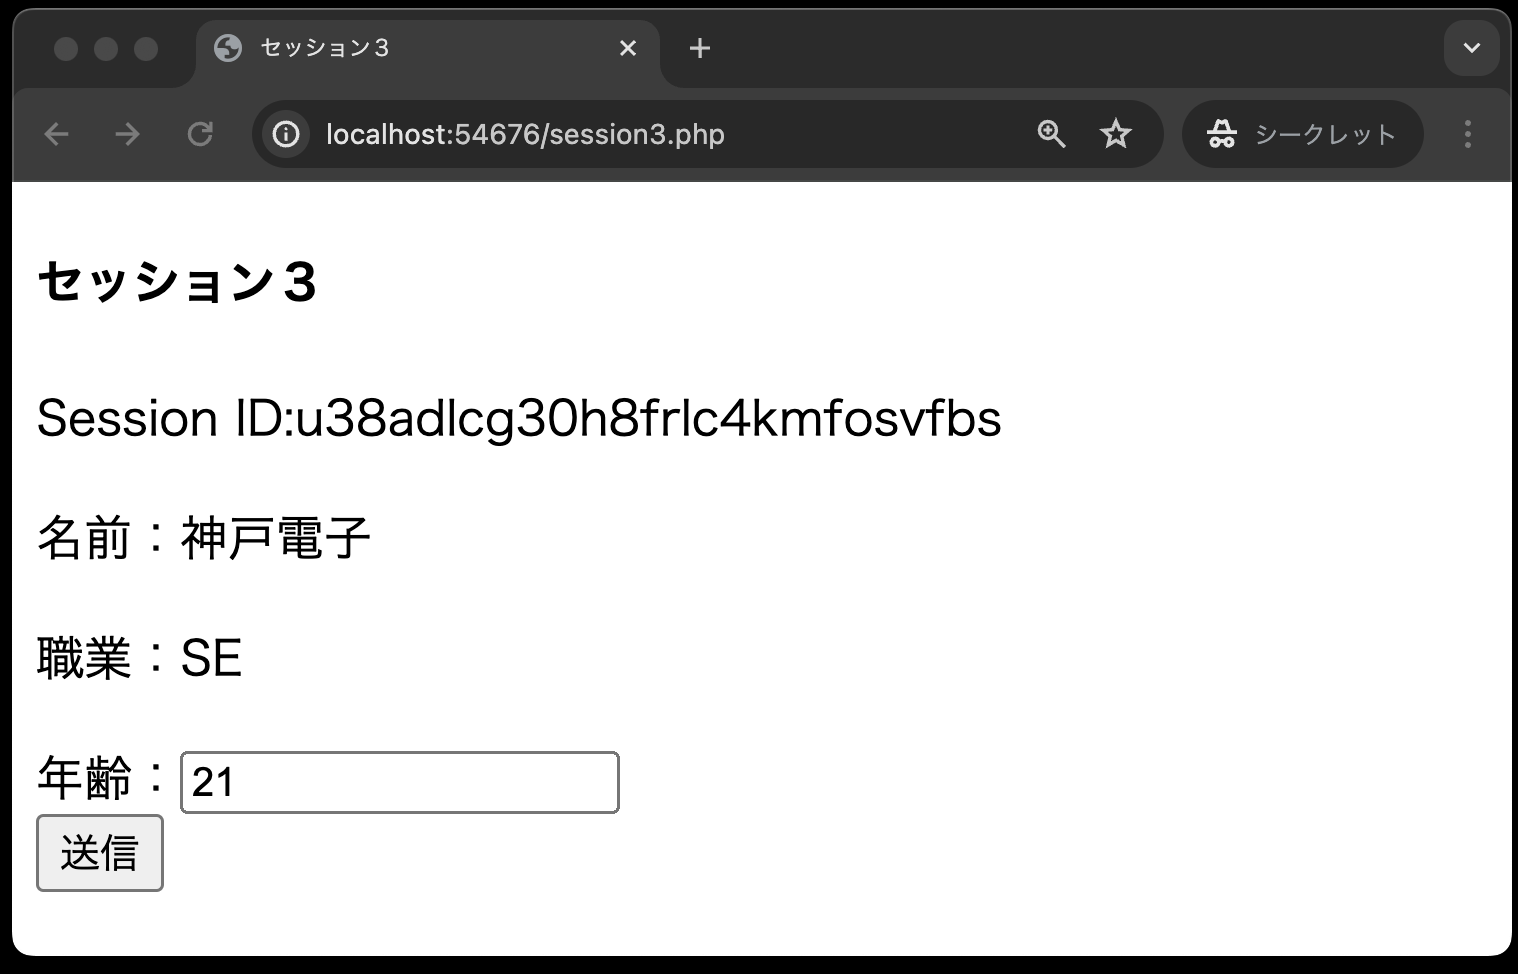 セッション３
localhost:54676/session3.php
シークレット
セッション３
Session ID:u38adlcg30h8frlc4kmfosvfbs
名前：神戸電子
職業：SE
年齢：21
送信